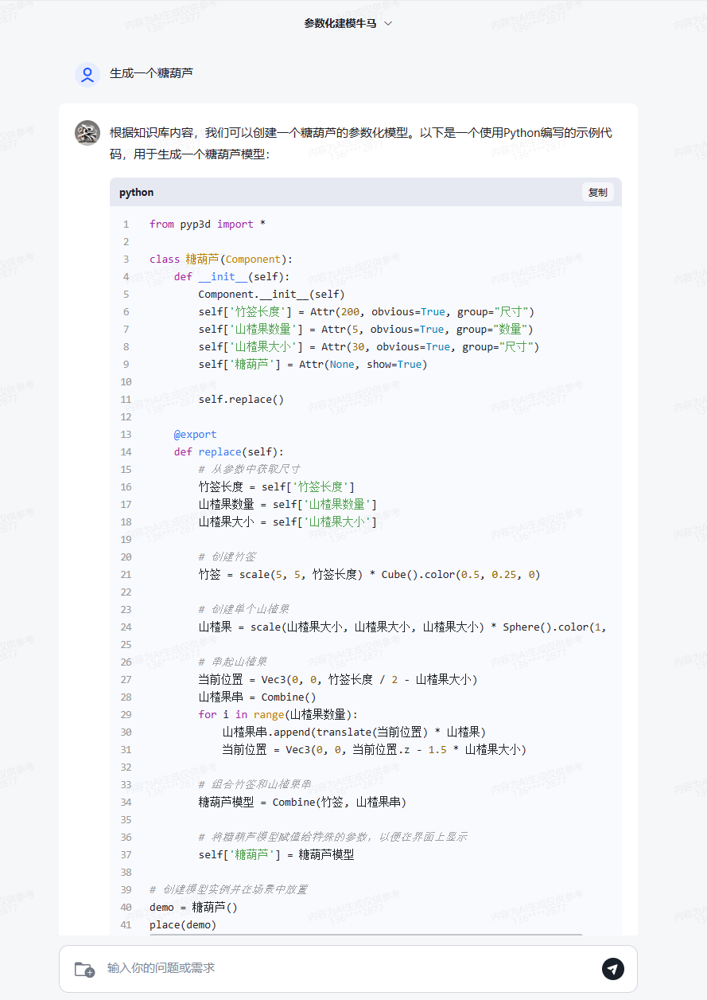 参数化建模牛马
生成一个糖葫芦
根据知识库内容，我们可以创建一个糖葫芦的参数化模型。以下是一个使用Python编写的示例代
码，用于生成一个糖葫芦模型：
python
复制
1 from pyp3d import *
2
3 class 糖葫芦(Component):
4     def __init__(self):
5         Component.__init__(self)
6         self['竹签长度'] = Attr(200, obvious=True, group="尺寸")
7         self['山楂果数量'] = Attr(5, obvious=True, group="数量")
8         self['山楂果大小'] = Attr(30, obvious=True, group="尺寸")
9         self['糖葫芦'] = Attr(None, show=True)
10
11         self.replace()
12
13     @export
14     def replace(self):
15         # 从参数中获取尺寸
16         竹签长度 = self['竹签长度']
17         山楂果数量 = self['山楂果数量']
18         山楂果大小 = self['山楂果大小']
19
20         # 创建竹签
21         竹签 = scale(5, 5, 竹签长度) * Cube().color(0.5, 0.25, 0)
22
23         # 创建单个山楂果
24         山楂果 = scale(山楂果大小, 山楂果大小, 山楂果大小) * Sphere().color(1,
25
26         # 串起山楂果
27         当前位置 = Vec3(0, 0, 竹签长度 / 2 - 山楂果大小)
28         山楂果串 = Combine()
29         for i in range(山楂果数量):
30             山楂果串.append(translate(当前位置) * 山楂果)
31             当前位置 = Vec3(0, 0, 当前位置.z - 1.5 * 山楂果大小)
32
33         # 组合竹签和山楂果串
34         糖葫芦模型 = Combine(竹签, 山楂果串)
35
36         # 将糖葫芦模型赋值给特殊的参数，以便在界面上显示
37         self['糖葫芦'] = 糖葫芦模型
38
39 # 创建模型实例并在场景中放置
40 demo = 糖葫芦()
41 place(demo)
输入你的问题或需求
内容为AI生成仅供参考
136****2877